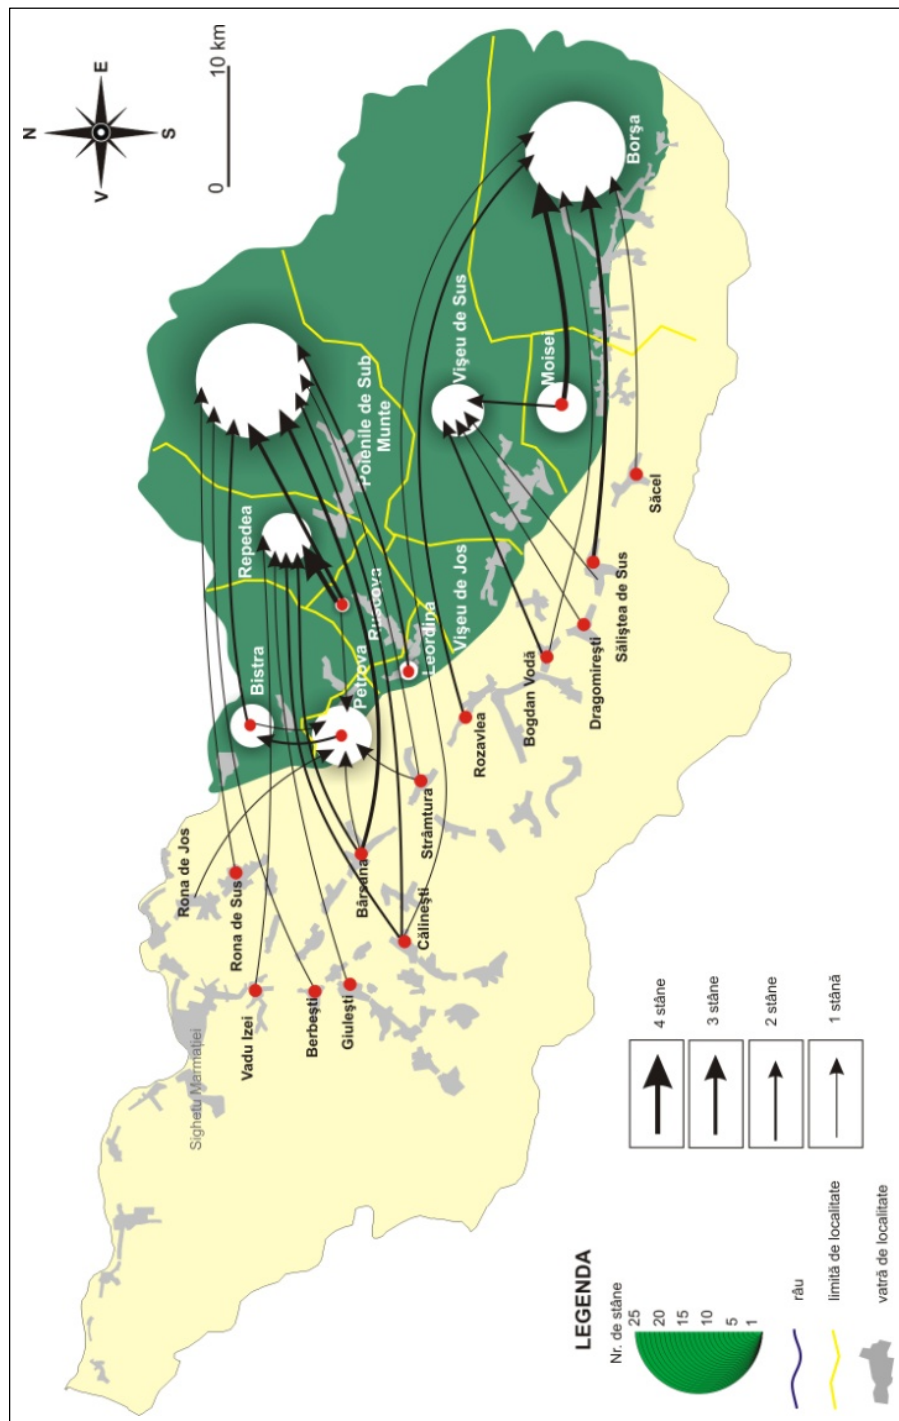 N
E
S
V
0
10 km
Borşa
Vişeu de Sus
Moisei
Poienile de Sub
Munte
Repedea
Ruscova
Vişeu de Jos
Leordina
Petrova
Bistra
Săcel
Sălişt​ea de Sus
Dragomireşti
Bogdan Vodă
Rozavlea
Strâmtura
Bârsana
Călineşti
Rona de Jos
Rona de Sus
Vadu Izei
Berbeşti
Giuleşti
Sighetu Marmaţiei
LEGENDA
Nr. de stâne
25
20
15
10
5
1
râu
limită de localitate
vatră de localitate
4 stâne
3 stâne
2 stâne
1 stână